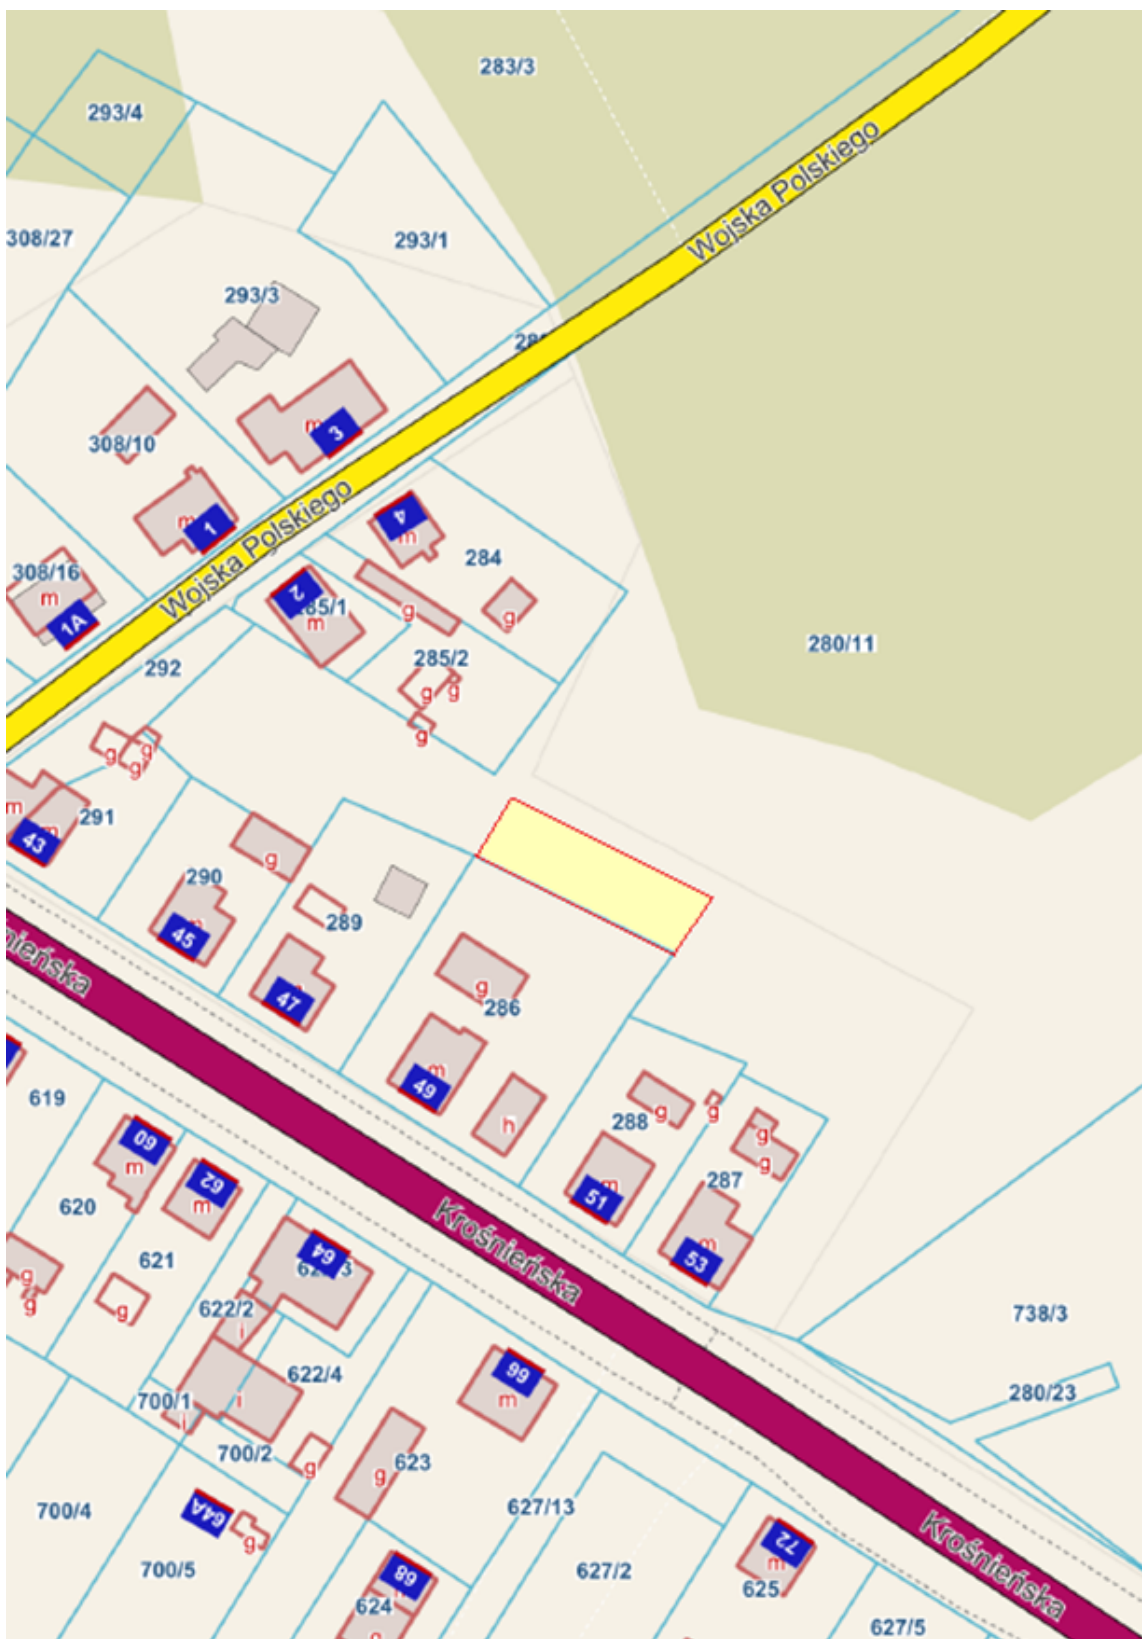 283/3
293/4
Wojska Polskiego
308/27
293/1
293/3
m
3
308/10
m
1
Wojska Polskiego
4
m
284
308/16
m
1A
2
285/1
m
g
g
292
285/2
g
g
g
280/11
g
g
g
m
291
m
43
g
290
45
289
47
g
286
m
49
h
nieńska
619
g
g
288
m
51
g
g
287
m
53
60
m
62
m
620
621
g
g
g
64
622/2
i
622/4
Krośnieńska
738/3
280/23
66
m
700/1
i
i
700/2
g
g
623
700/4
64A
g
627/13
700/5
68
624
g
627/2
72
m
625
Krośnieńska
627/5